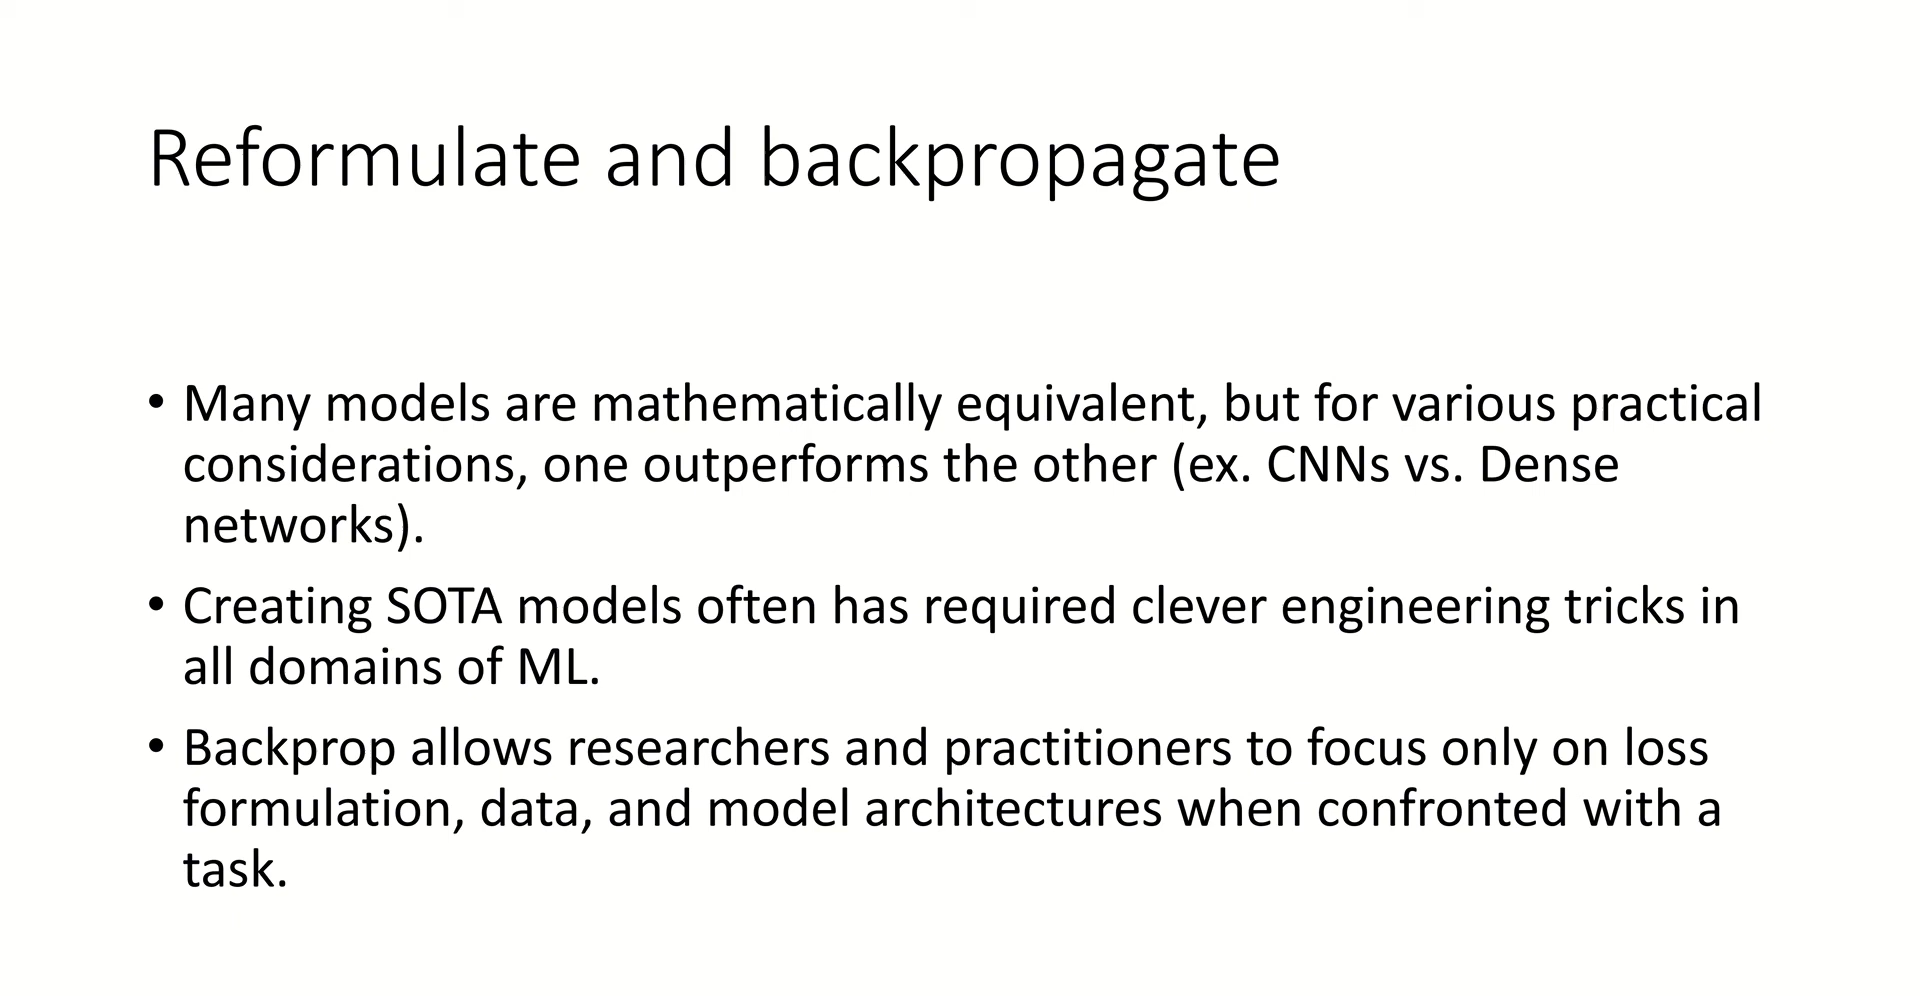 Reformulate and backpropagate
• Many models are mathematically equivalent, but for various practical
considerations, one outperforms the other (ex. CNNs vs. Dense
networks).
• Creating SOTA models often has required clever engineering tricks in
all domains of ML.
• Backprop allows researchers and practitioners to focus only on loss
formulation, data, and model architectures when confronted with a
task.